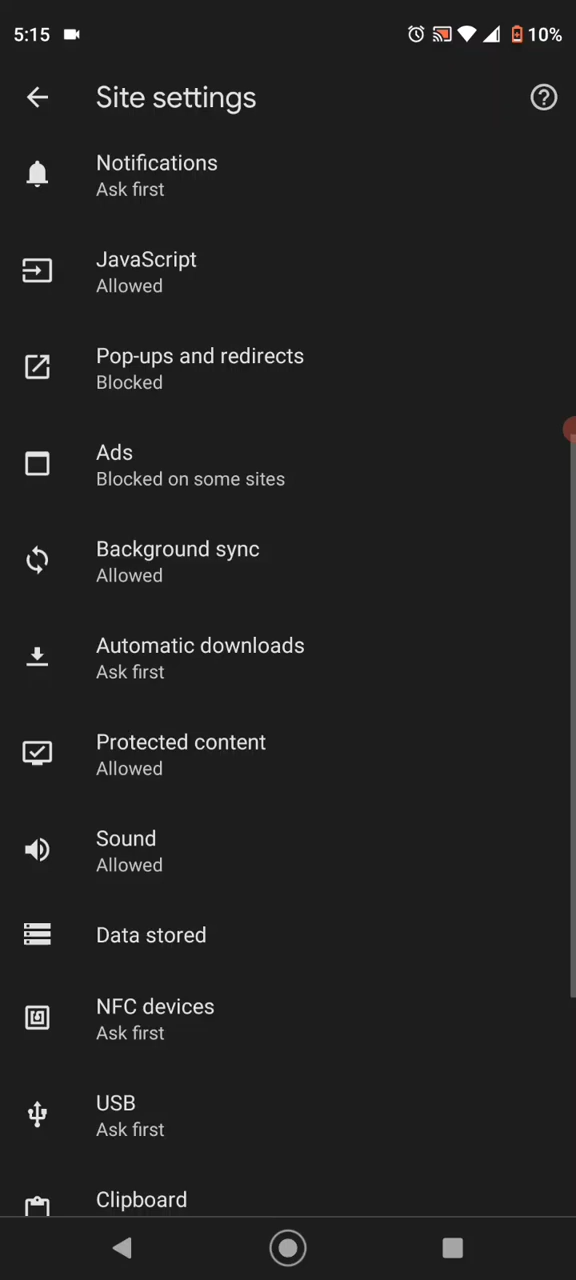 5:15
10%
Site settings
Notifications
Ask first
JavaScript
Allowed
Pop-ups and redirects
Blocked
Ads
Blocked on some sites
Background sync
Allowed
Automatic downloads
Ask first
Protected content
Allowed
Sound
Allowed
Data stored
NFC devices
Ask first
USB
Ask first
Clipboard